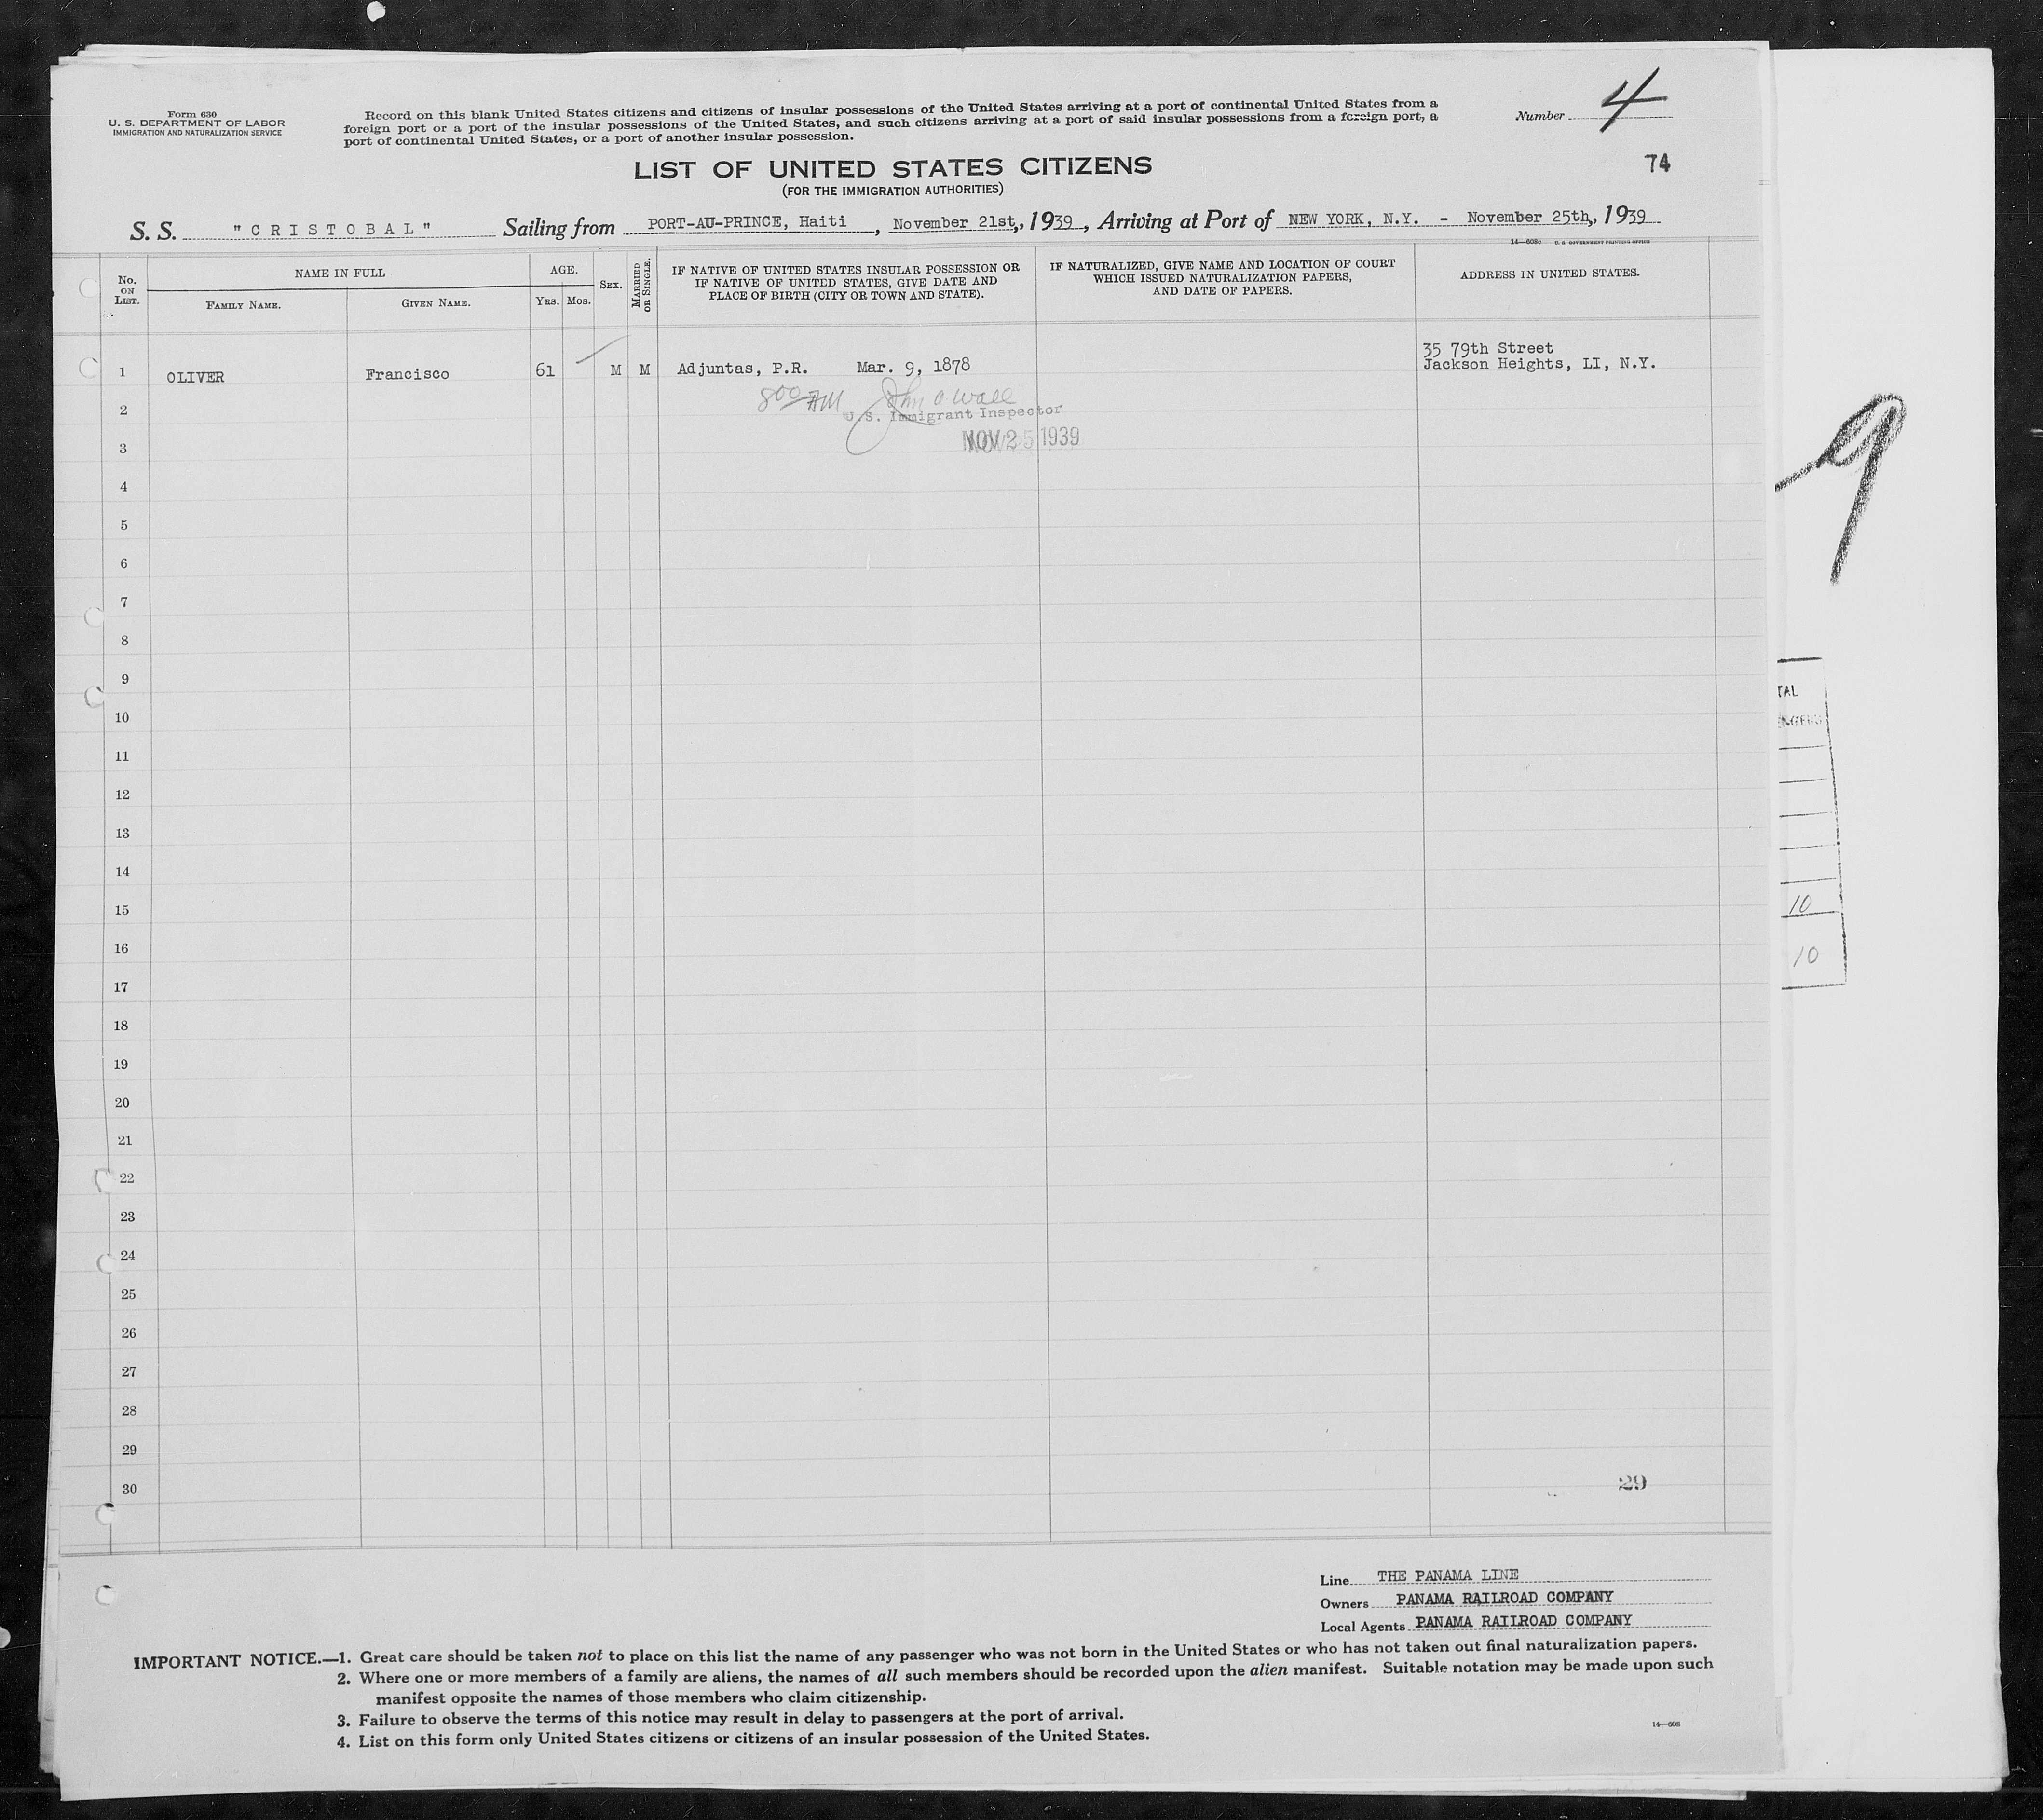 Form 630
U. S. DEPARTMENT OF LABOR
IMMIGRATION AND NATURALIZATION SERVICE
Record on this blank United States citizens and citizens of insular possessions of the United States arriving at a port of continental United States from a
foreign port or a port of the insular possessions of the United States, and such citizens arriving at a port of said insular possessions from a foreign port, a
port of continental United States, or a port of another insular possession.
Number 4
74
LIST OF UNITED STATES CITIZENS
(FOR THE IMMIGRATION AUTHORITIES)
S. S. "CRISTOBAL" Sailing from PORT-AU-PRINCE, Haiti, November 21st,, 1939, Arriving at Port of NEW YORK, N.Y. - November 25th,, 1939
14—608c U. S. GOVERNMENT PRINTING OFFICE
No. ON LIST.
NAME IN FULL
FAMILY NAME. GIVEN NAME.
AGE.
YRS. MOS.
SEX.
MARRIED OR SINGLE.
IF NATIVE OF UNITED STATES INSULAR POSSESSION OR
IF NATIVE OF UNITED STATES, GIVE DATE AND
PLACE OF BIRTH (CITY OR TOWN AND STATE).
IF NATURALIZED, GIVE NAME AND LOCATION OF COURT
WHICH ISSUED NATURALIZATION PAPERS,
AND DATE OF PAPERS.
ADDRESS IN UNITED STATES.
35 79th Street
1 OLIVER Francisco 61 M M Adjuntas, P.R. Mar. 9, 1878 Jackson Heights, LI, N.Y.
800 AM John A Wall
2 U.S. Immigrant Inspector
3 NOV 25 1939
4
5
6
7
8
9
10
11
12
13
14
15
16
17
18
19
20
21
22
23
24
25
26
27
28
29
30 29
Line THE PANAMA LINE
Owners PANAMA RAILROAD COMPANY
Local Agents PANAMA RAILROAD COMPANY
IMPORTANT NOTICE.—1. Great care should be taken not to place on this list the name of any passenger who was not born in the United States or who has not taken out final naturalization papers.
2. Where one or more members of a family are aliens, the names of all such members should be recorded upon the alien manifest. Suitable notation may be made upon such
manifest opposite the names of those members who claim citizenship.
3. Failure to observe the terms of this notice may result in delay to passengers at the port of arrival.
4. List on this form only United States citizens or citizens of an insular possession of the United States.
14—608
9
TAL
NGERS
10
10